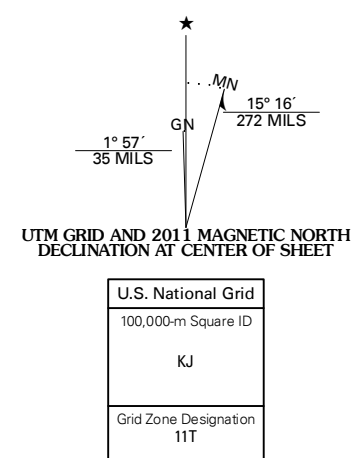 ★
MN
15° 16´
272 MILS
GN
1° 57´
35 MILS
UTM GRID AND 2011 MAGNETIC NORTH
DECLINATION AT CENTER OF SHEET
U.S. National Grid
100,000-m Square ID
KJ
Grid Zone Designation
11T